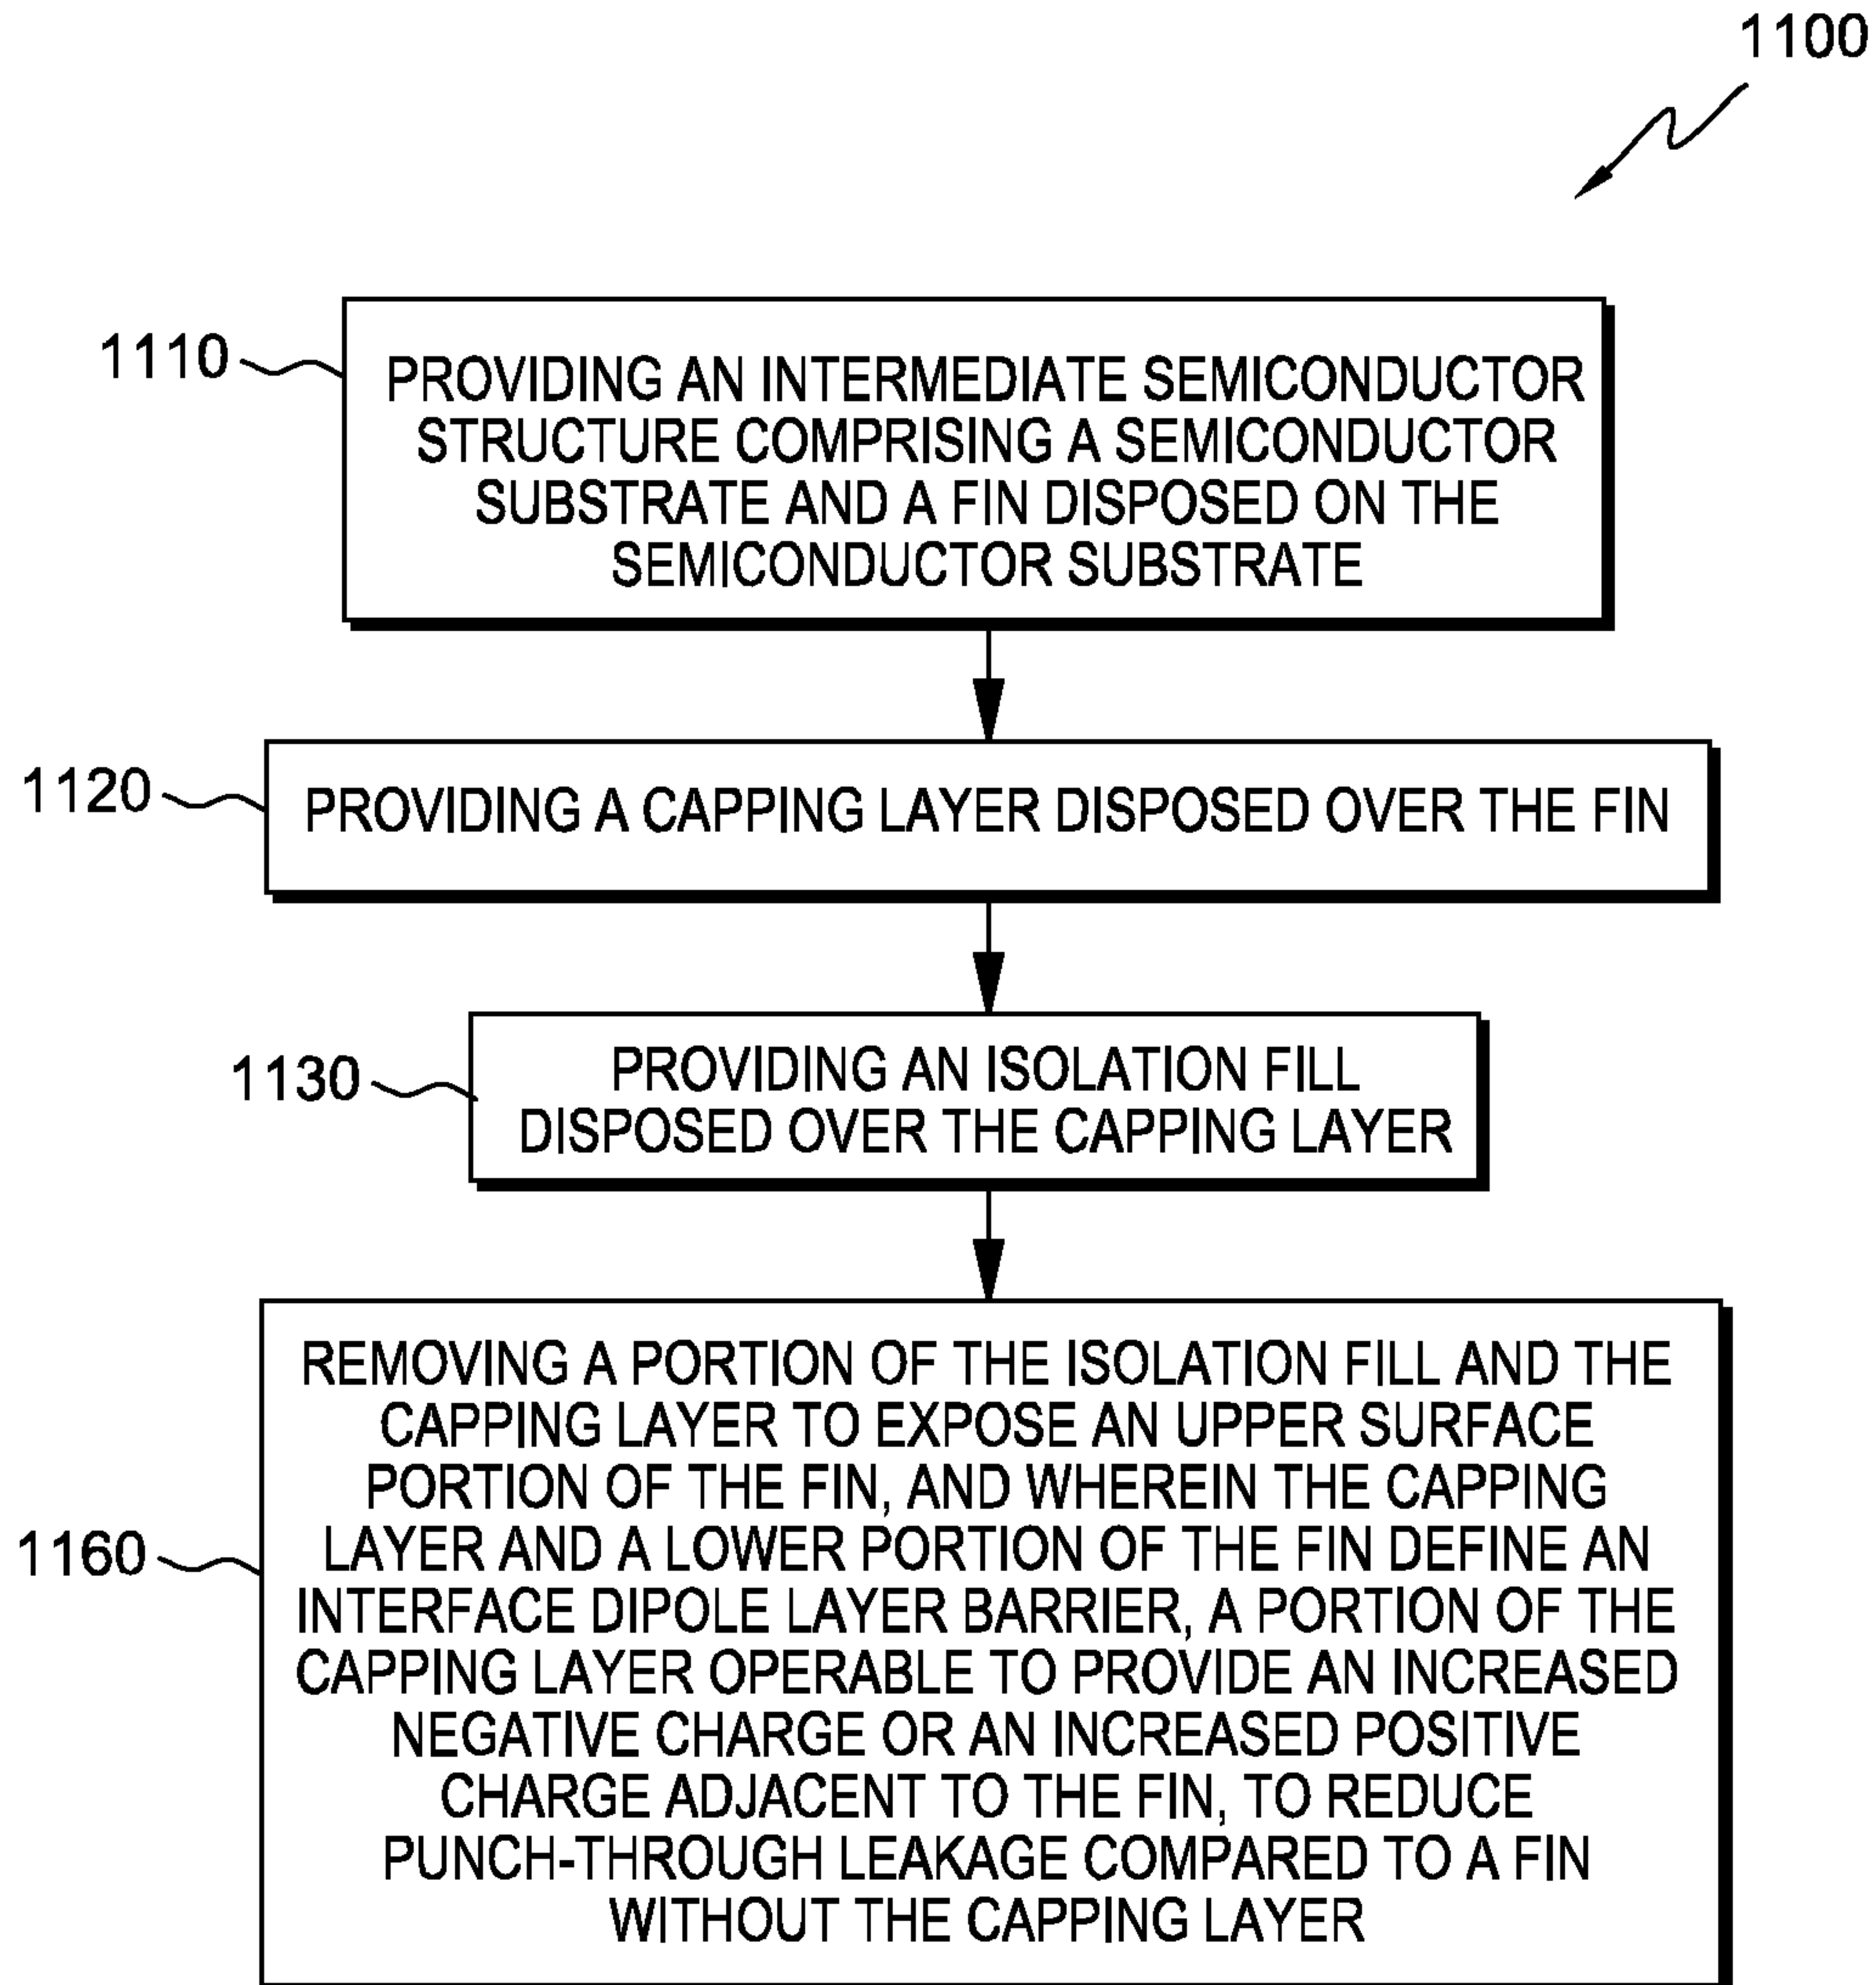 1100
1110
PROVIDING AN INTERMEDIATE SEMICONDUCTOR
STRUCTURE COMPRISING A SEMICONDUCTOR
SUBSTRATE AND A FIN DISPOSED ON THE
SEMICONDUCTOR SUBSTRATE
1120
PROVIDING A CAPPING LAYER DISPOSED OVER THE FIN
1130
PROVIDING AN ISOLATION FILL
DISPOSED OVER THE CAPPING LAYER
1160
REMOVING A PORTION OF THE ISOLATION FILL AND THE
CAPPING LAYER TO EXPOSE AN UPPER SURFACE
PORTION OF THE FIN, AND WHEREIN THE CAPPING
LAYER AND A LOWER PORTION OF THE FIN DEFINE AN
INTERFACE DIPOLE LAYER BARRIER, A PORTION OF THE
CAPPING LAYER OPERABLE TO PROVIDE AN INCREASED
NEGATIVE CHARGE OR AN INCREASED POSITIVE
CHARGE ADJACENT TO THE FIN, TO REDUCE
PUNCH-THROUGH LEAKAGE COMPARED TO A FIN
WITHOUT THE CAPPING LAYER